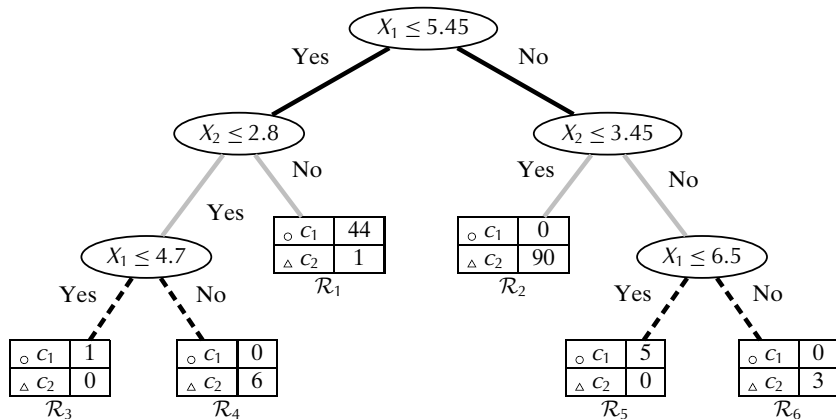 X₁ ≤ 5.45
Yes
No
X₂ ≤ 2.8
X₂ ≤ 3.45
Yes
No
Yes
No
X₁ ≤ 4.7
c₁ 44
c₂ 1
R₁
c₁ 0
c₂ 90
R₂
X₁ ≤ 6.5
Yes
No
Yes
No
c₁ 1
c₂ 0
R₃
c₁ 0
c₂ 6
R₄
c₁ 5
c₂ 0
R₅
c₁ 0
c₂ 3
R₆